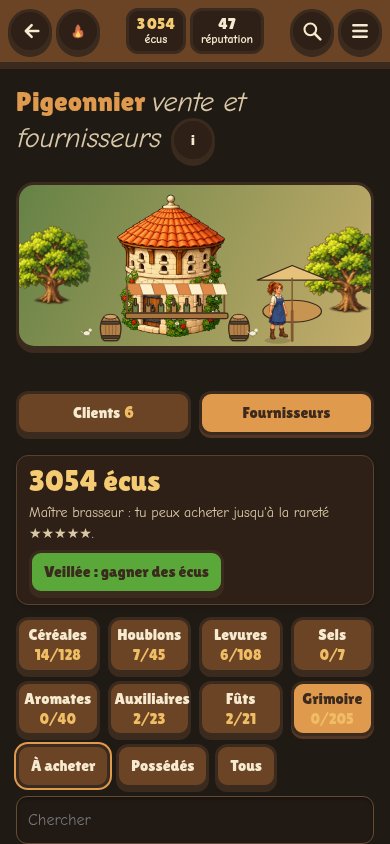 3054
écus
47
réputation
Pigeonnier vente et
fournisseurs i
Clients 6
Fournisseurs
3054 écus
Maître brasseur : tu peux acheter jusqu'à la rareté
★★★★★.
Veillée : gagner des écus
Céréales
14/128
Houblons
7/45
Levures
6/108
Sels
0/7
Aromates
0/40
Auxiliaires
2/23
Fûts
2/21
Grimoire
0/205
À acheter
Possédés
Tous
Chercher